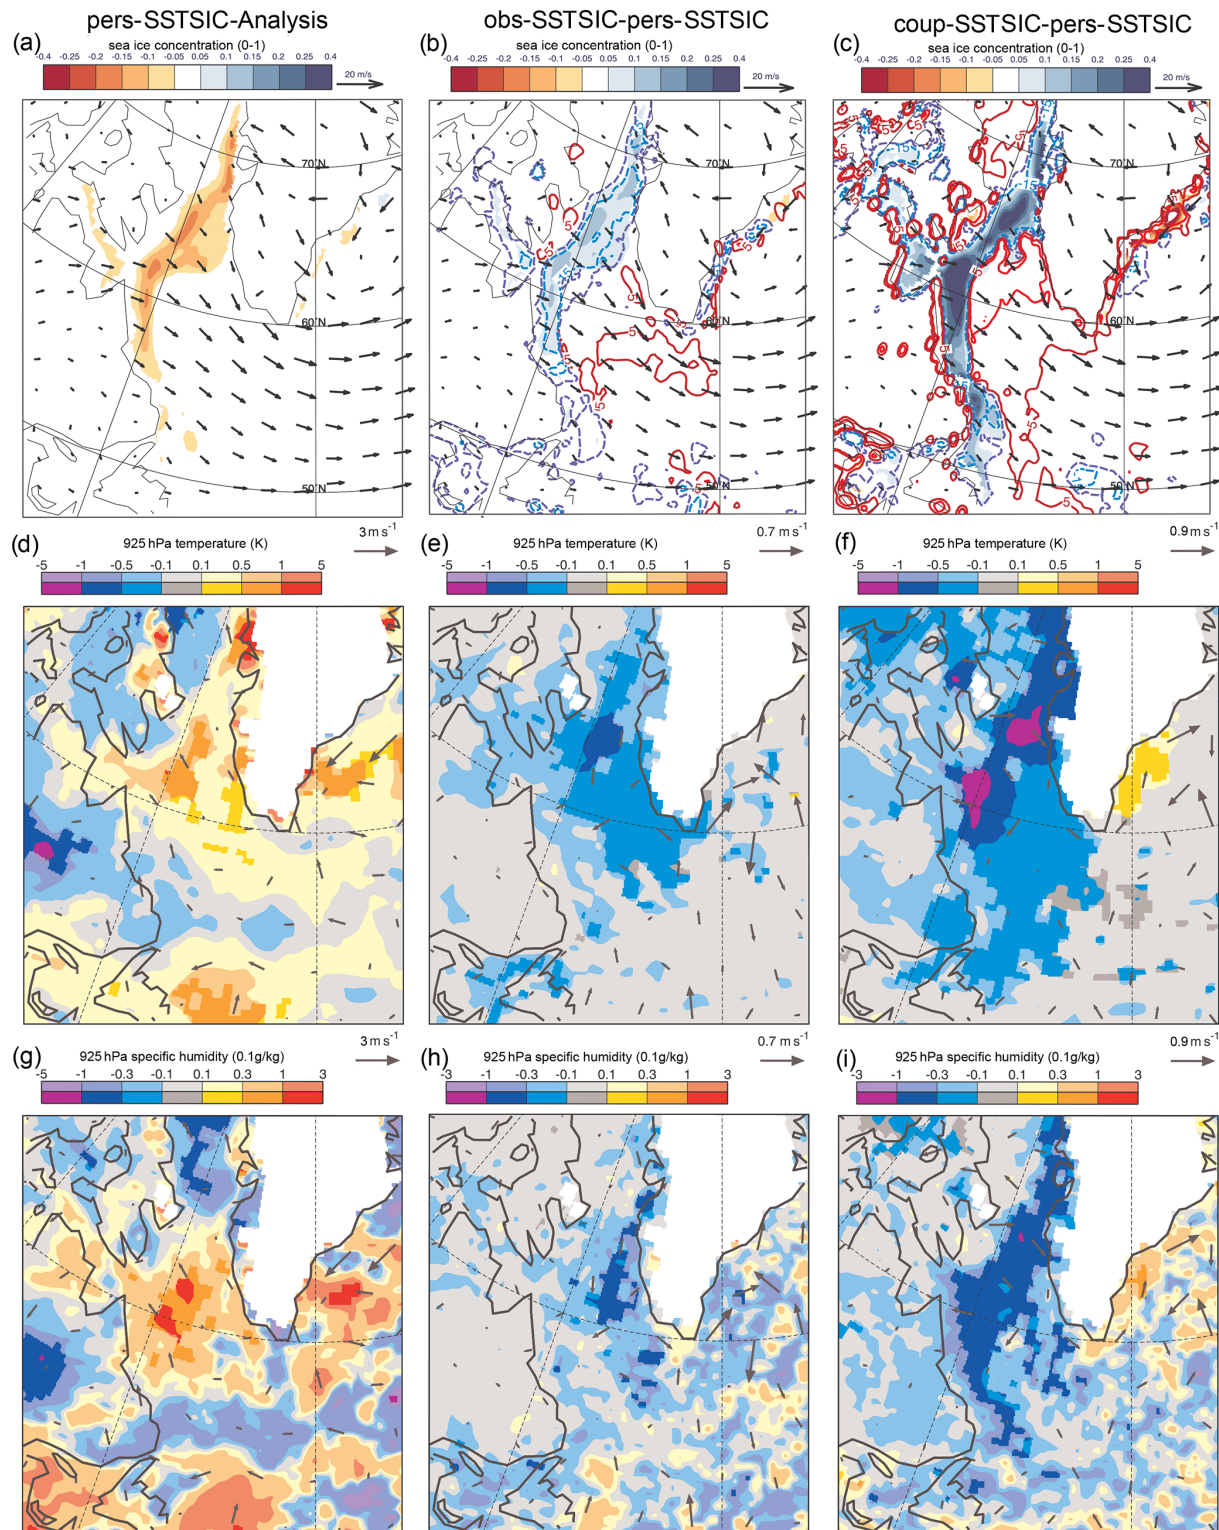 pers-SSTSIC-Analysis obs-SSTSIC-pers-SSTSIC coup-SSTSIC-pers-SSTSIC
(a) sea ice concentration (0-1)
-0.4 -0.25 -0.2 -0.15 -0.1 -0.05 0.05 0.1 0.15 0.2 0.25 0.4 20 m/s
70°N
60°N
50°N
(b) sea ice concentration (0-1)
-0.4 -0.25 -0.2 -0.15 -0.1 -0.05 0.05 0.1 0.15 0.2 0.25 0.4 20 m/s
70°N
60°N
50°N
(c) sea ice concentration (0-1)
-0.4 -0.25 -0.2 -0.15 -0.1 -0.05 0.05 0.1 0.15 0.2 0.25 0.4 20 m/s
70°N
60°N
50°N
(d) 925 hPa temperature (K) 3 m s-1
-5 -1 -0.5 -0.1 0.1 0.5 1 5
(e) 925 hPa temperature (K) 0.7 m s-1
-5 -1 -0.5 -0.1 0.1 0.5 1 5
(f) 925 hPa temperature (K) 0.9 m s-1
-5 -1 -0.5 -0.1 0.1 0.5 1 5
(g) 925 hPa specific humidity (0.1g/kg) 3 m s-1
-5 -1 -0.3 -0.1 0.1 0.3 1 3
(h) 925 hPa specific humidity (0.1g/kg) 0.7 m s-1
-3 -1 -0.3 -0.1 0.1 0.3 1 3
(i) 925 hPa specific humidity (0.1g/kg) 0.9 m s-1
-3 -1 -0.3 -0.1 0.1 0.3 1 3